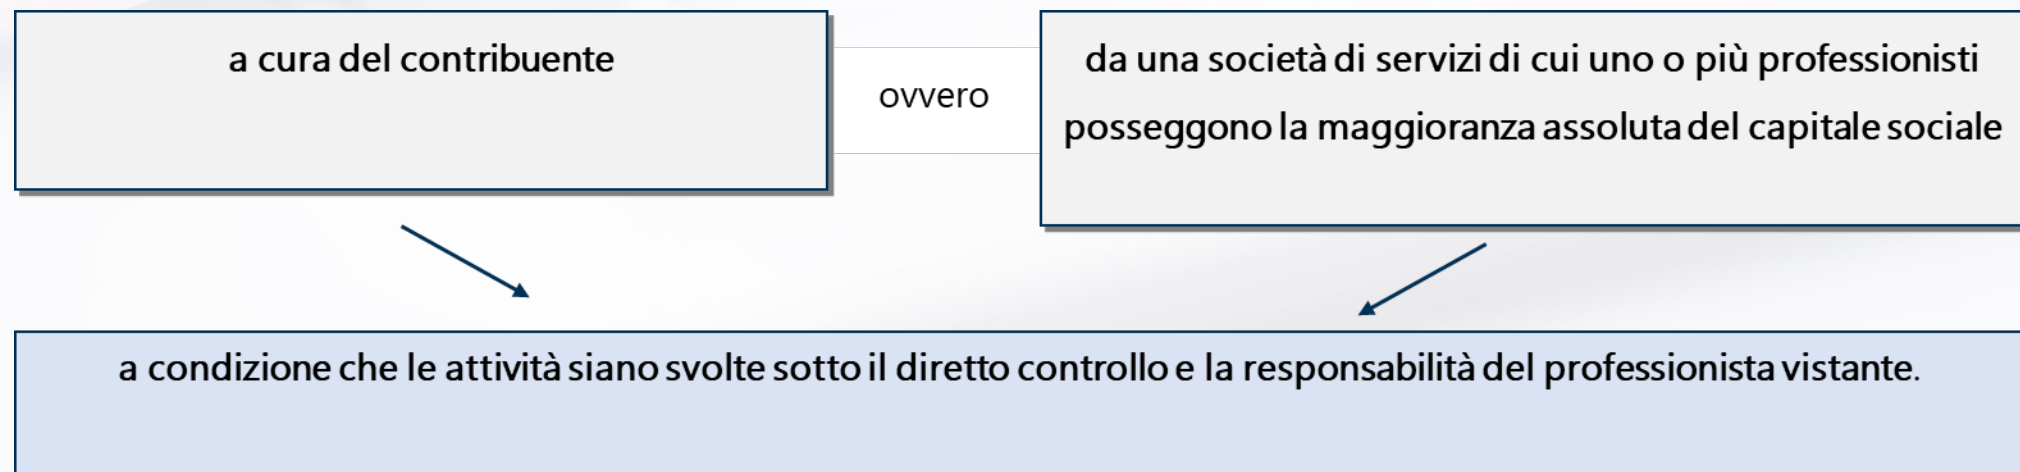 a cura del contribuente
ovvero
da una società di servizi di cui uno o più professionisti
posseggono la maggioranza assoluta del capitale sociale
a condizione che le attività siano svolte sotto il diretto controllo e la responsabilità del professionista vistante.